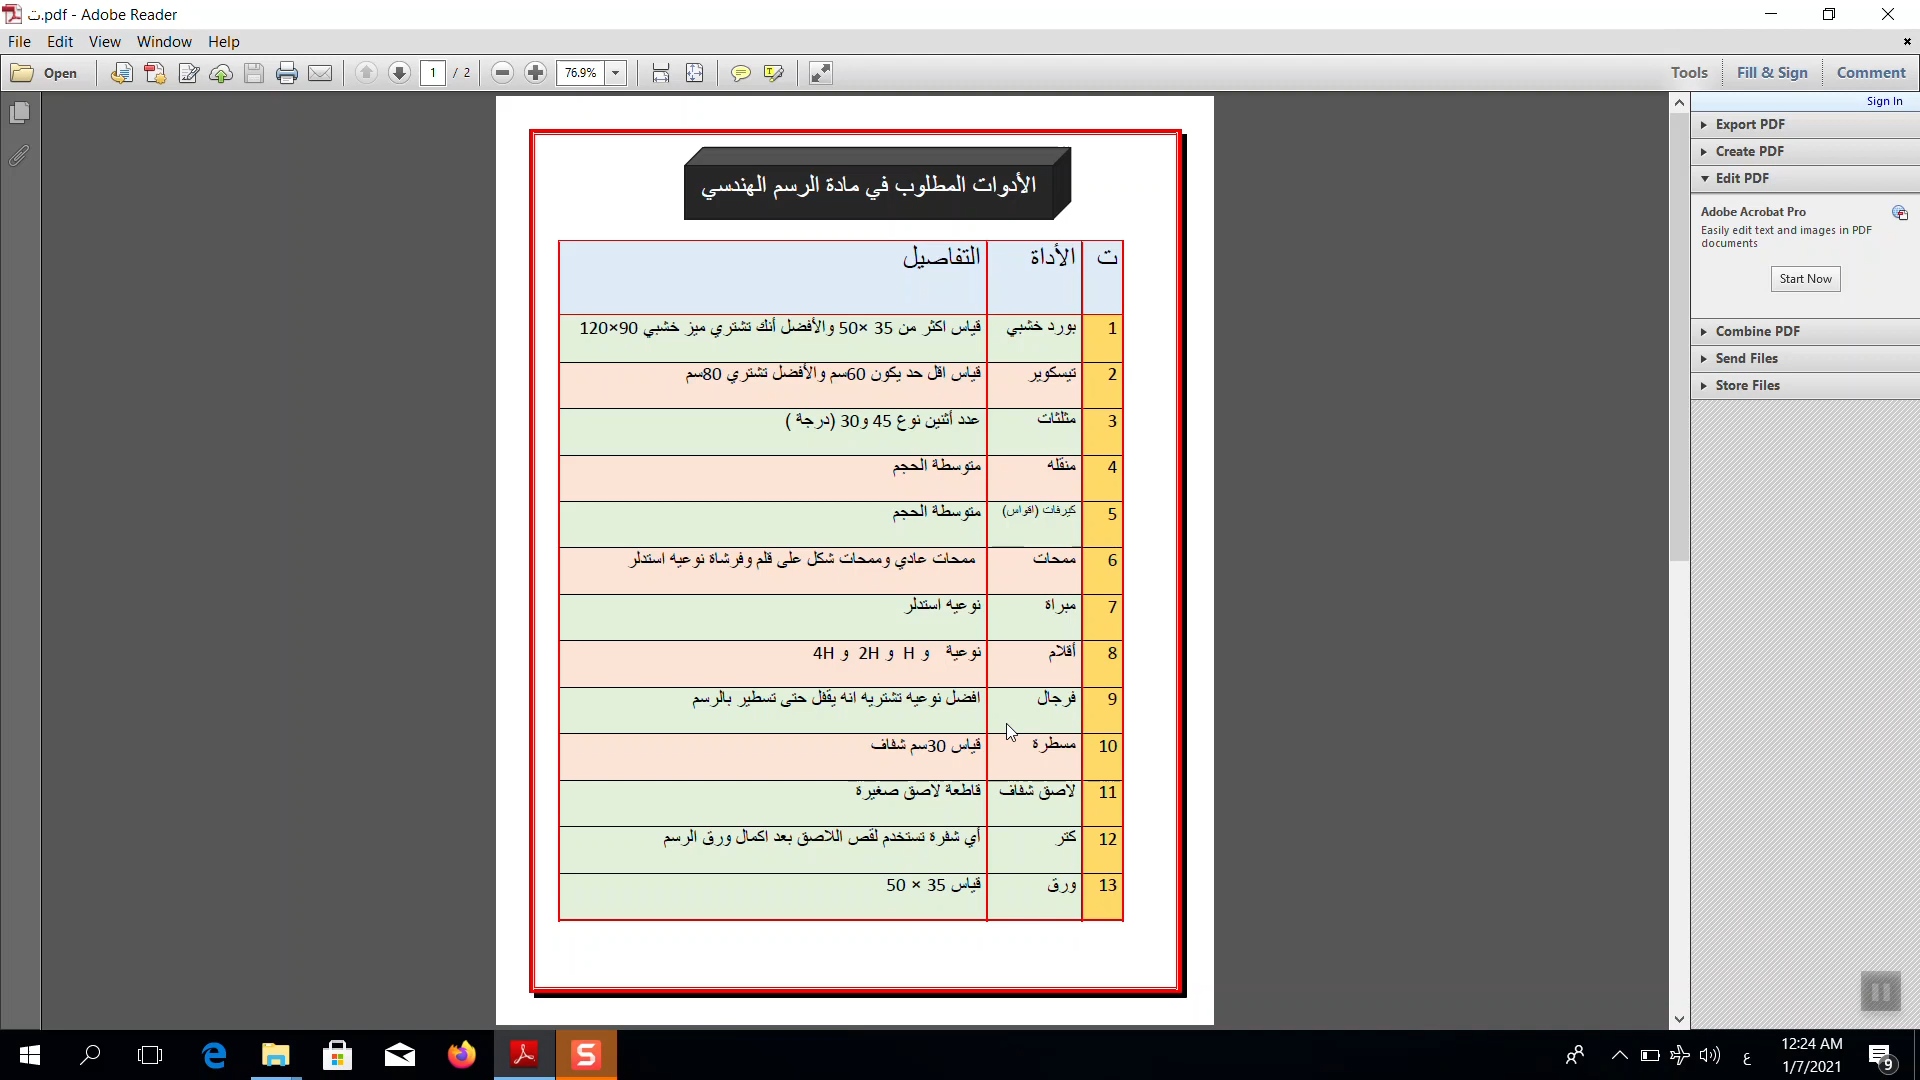 ت.pdf - Adobe Reader
File Edit View Window Help
Open 1 / 2 76.9% Tools Fill & Sign Comment
Sign In
Export PDF
Create PDF
Edit PDF
Adobe Acrobat Pro
Easily edit text and images in PDF
documents
Start Now
Combine PDF
Send Files
Store Files
الأدوات المطلوب في مادة الرسم الهندسي
ت الأداة التفاصيل
1 بورد خشبي قياس اكثر من 35 ×50 والأفضل أنك تشتري ميز خشبي 90×120
2 تيسكوير قياس اقل حد يكون 60سم والأفضل تشتري 80سم
3 مثلثات عدد أثنين نوع 45 و30 (درجة )
4 منقله متوسطة الحجم
5 كيرفات (اقواس) متوسطة الحجم
6 ممحات ممحات عادي وممحات شكل على قلم وفرشاة نوعيه استدلر
7 مبراة نوعيه استدلر
8 أقلام نوعية و H و 2H و 4H
9 فرجال افضل نوعيه تشتريه انه يقفل حتى تسطير بالرسم
10 مسطرة قياس 30سم شفاف
11 لاصق شفاف قاطعة لاصق صغيرة
12 كتر أي شفرة تستخدم لقص اللاصق بعد اكمال ورق الرسم
13 ورق قياس 35 × 50
ع 12:24 AM
1/7/2021 9